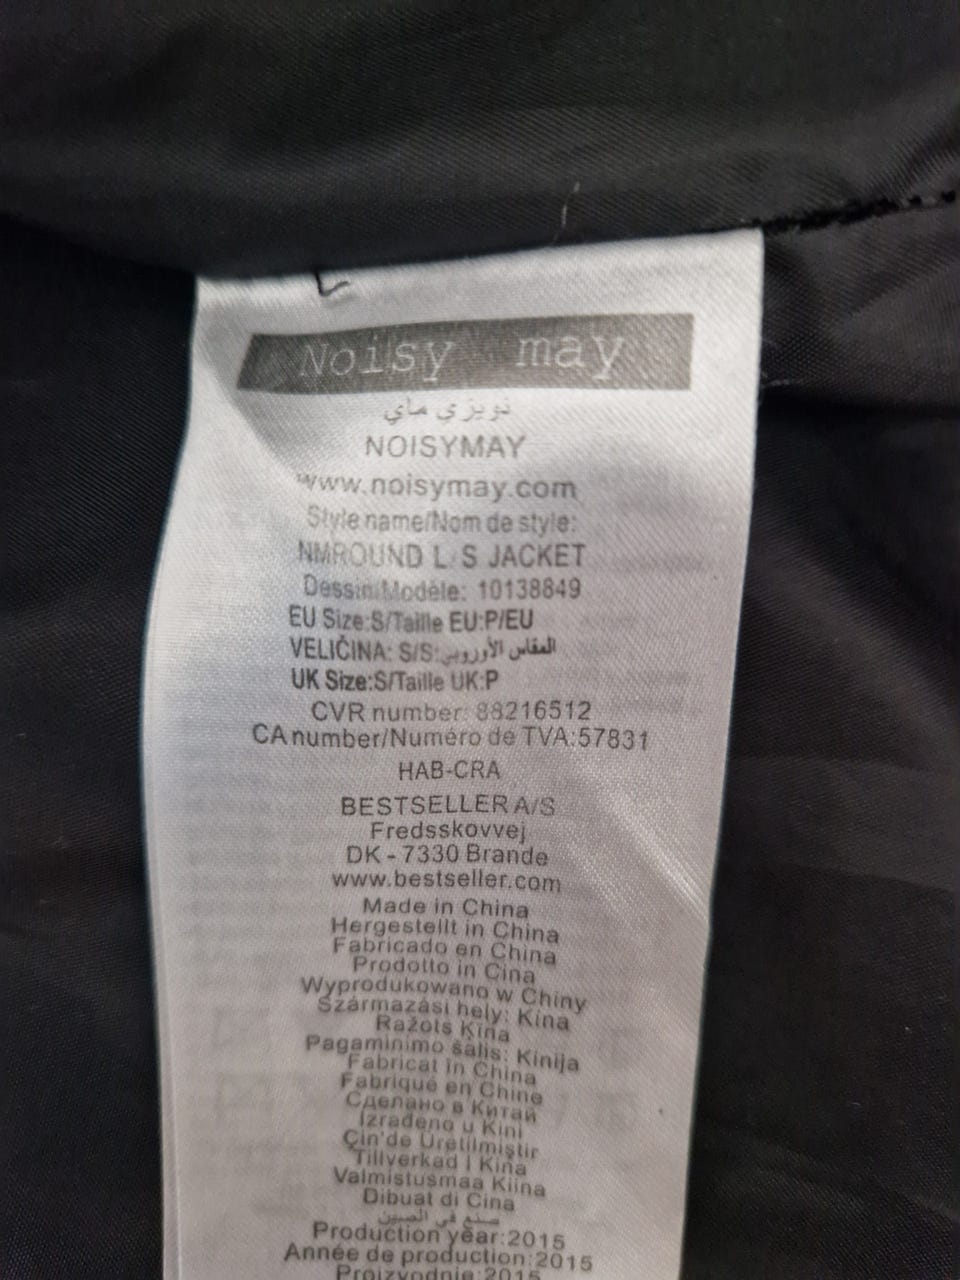 Noisy may
نويزي ماي
NOISYMAY
www.noisymay.com
Style name/Nom de style:
NMROUND L/S JACKET
Dessin/Modèle: 10138849
EU Size:S/Taille EU:P/EU
VELIČINA: S/S:المقاس الأوروبي
UK Size:S/Taille UK:P
CVR number: 88216512
CA number/Numéro de TVA:57831
HAB-CRA
BESTSELLER A/S
Fredsskovvej
DK - 7330 Brande
www.bestseller.com
Made in China
Hergestellt in China
Fabricado en China
Prodotto in Cina
Wyprodukowano w Chiny
Származási hely: Kína
Ražots Ķīna
Pagaminimo šalis: Kinija
Fabricat în China
Fabriqué en Chine
Сделано в Китай
Izrađeno u Kini
Çin'de Üretilmiştir
Tillverkad i Kina
Valmistusmaa Kiina
Dibuat di Cina
صنع في الصين
Production year:2015
Année de production:2015
Proizvodnie:2015